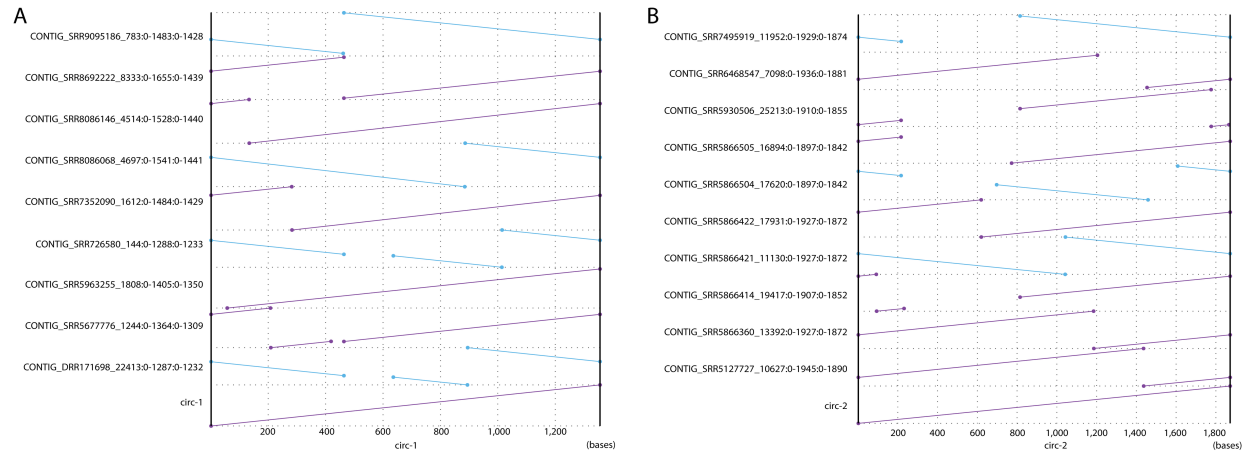 A
CONTIG_SRR9095186_783:0-1483:0-1428
CONTIG_SRR8692222_8333:0-1655:0-1439
CONTIG_SRR8086146_4514:0-1528:0-1440
CONTIG_SRR8086068_4697:0-1541:0-1441
CONTIG_SRR7352090_1612:0-1484:0-1429
CONTIG_SRR726580_144:0-1288:0-1233
CONTIG_SRR5963255_1808:0-1405:0-1350
CONTIG_SRR5677776_1244:0-1364:0-1309
CONTIG_DRR171698_22413:0-1287:0-1232
circ-1
200 400 600 800 1,000 1,200
circ-1 (bases)
B
CONTIG_SRR7495919_11952:0-1929:0-1874
CONTIG_SRR6468547_7098:0-1936:0-1881
CONTIG_SRR5930506_25213:0-1910:0-1855
CONTIG_SRR5866505_16894:0-1897:0-1842
CONTIG_SRR5866504_17620:0-1897:0-1842
CONTIG_SRR5866422_17931:0-1927:0-1872
CONTIG_SRR5866421_11130:0-1927:0-1872
CONTIG_SRR5866414_19417:0-1907:0-1852
CONTIG_SRR5866360_13392:0-1927:0-1872
CONTIG_SRR5127727_10627:0-1945:0-1890
circ-2
200 400 600 800 1,000 1,200 1,400 1,600 1,800
circ-2 (bases)